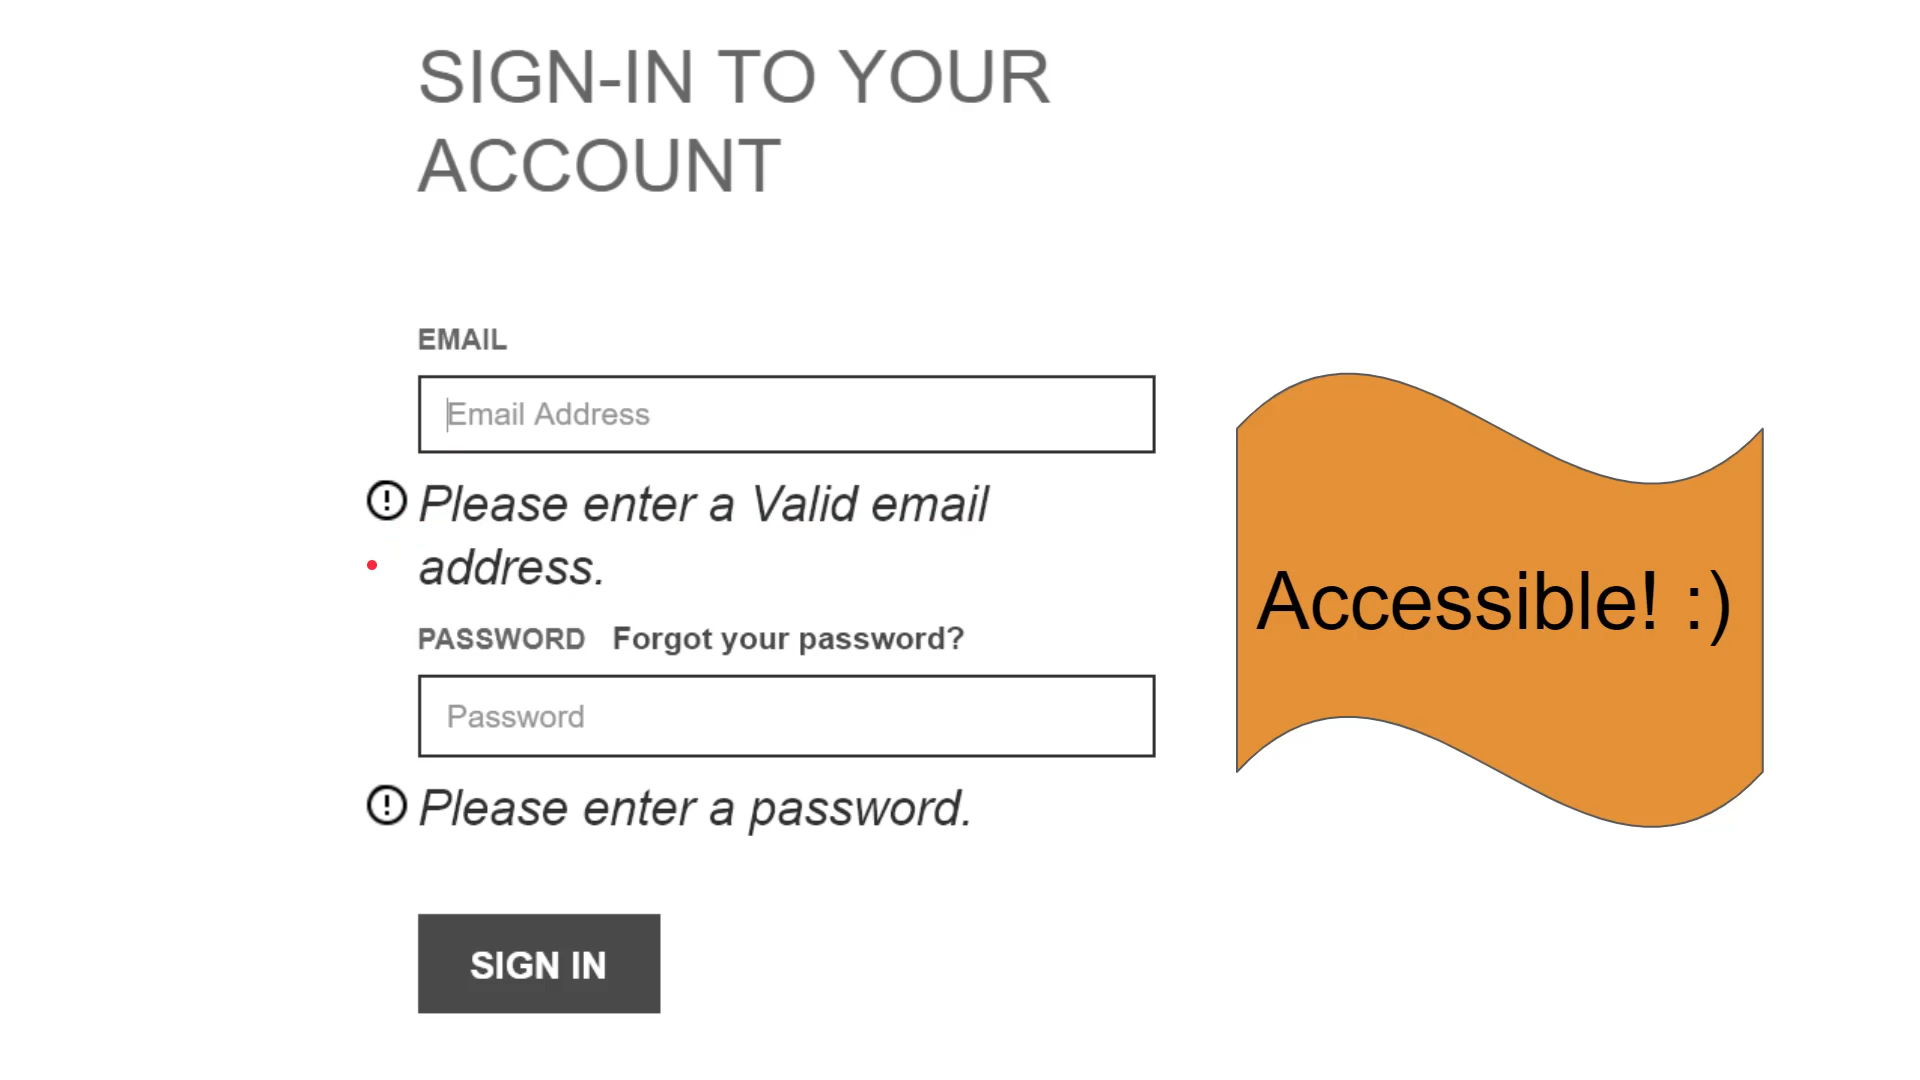 SIGN-IN TO YOUR
ACCOUNT
EMAIL
Email Address
Please enter a Valid email
address.
PASSWORD Forgot your password?
Password
Please enter a password.
SIGN IN
Accessible! :)